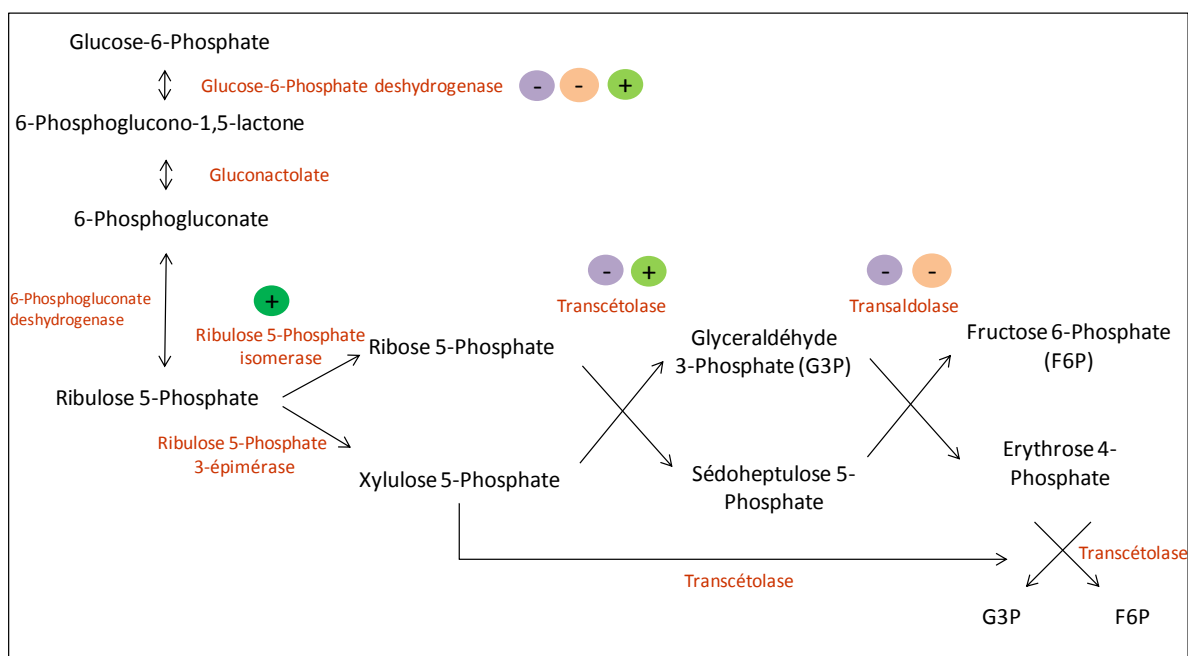 Glucose-6-Phosphate
Glucose-6-Phosphate deshydrogenase
- - +
6-Phosphoglucono-1,5-lactone
Gluconactolate
6-Phosphogluconate
6-Phosphogluconate
deshydrogenase
+
Ribulose 5-Phosphate
isomerase
Ribulose 5-Phosphate
Ribulose 5-Phosphate
3-épimérase
Ribose 5-Phosphate
Xylulose 5-Phosphate
- +
Transcétolase
Glyceraldéhyde
3-Phosphate (G3P)
Sédoheptulose 5-
Phosphate
- -
Transaldolase
Fructose 6-Phosphate
(F6P)
Erythrose 4-
Phosphate
Transcétolase
Transcétolase
G3P
F6P